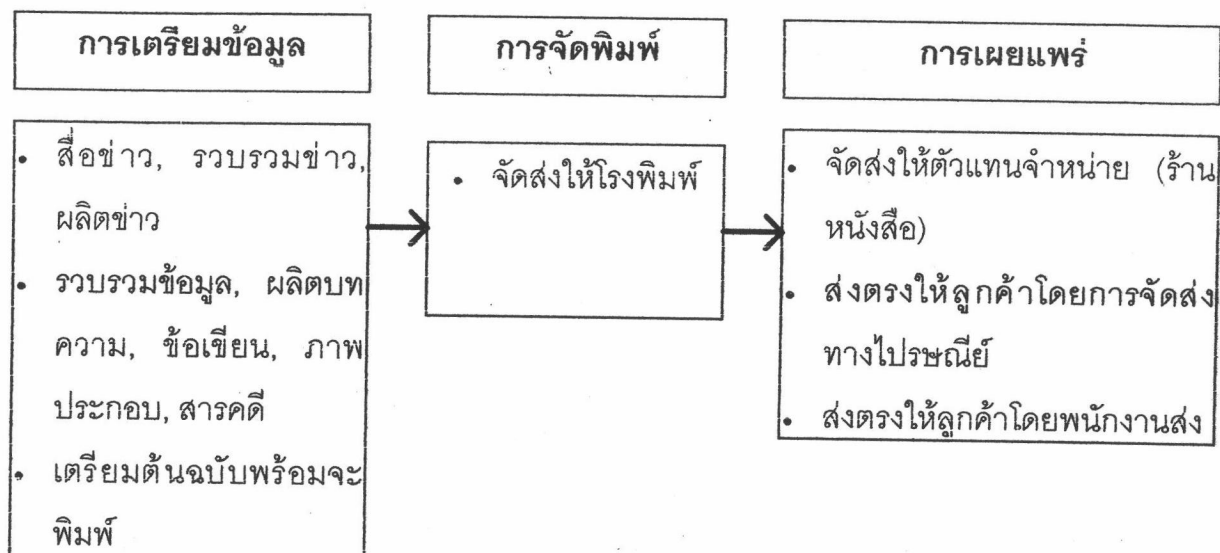 การเตรียมข้อมูล
การจัดพิมพ์
การเผยแพร่
• สื่อข่าว, รวบรวมข่าว,
ผลิตข่าว
• รวบรวมข้อมูล, ผลิตบท
ความ, ข้อเขียน, ภาพ
ประกอบ, สารคดี
• เตรียมต้นฉบับพร้อมจะ
พิมพ์
• จัดส่งให้โรงพิมพ์
• จัดส่งให้ตัวแทนจำหน่าย (ร้าน
หนังสือ)
• ส่งตรงให้ลูกค้าโดยการจัดส่ง
ทางไปรษณีย์
• ส่งตรงให้ลูกค้าโดยพนักงานส่ง